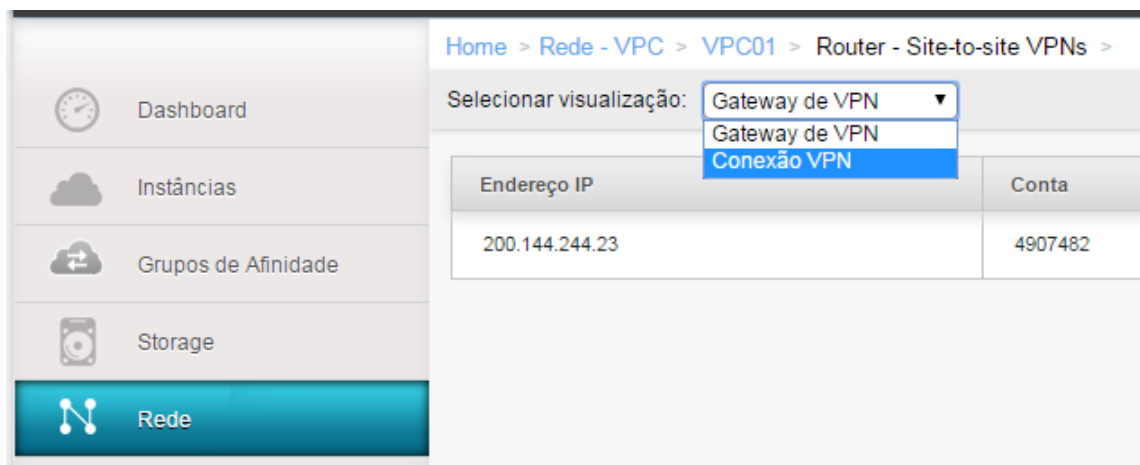 Home > Rede - VPC > VPC01 > Router - Site-to-site VPNs >
Selecionar visualização: Gateway de VPN
Gateway de VPN
Conexão VPN
Dashboard
Instâncias
Grupos de Afinidade
Storage
Rede
Endereço IP Conta
200.144.244.23 4907482